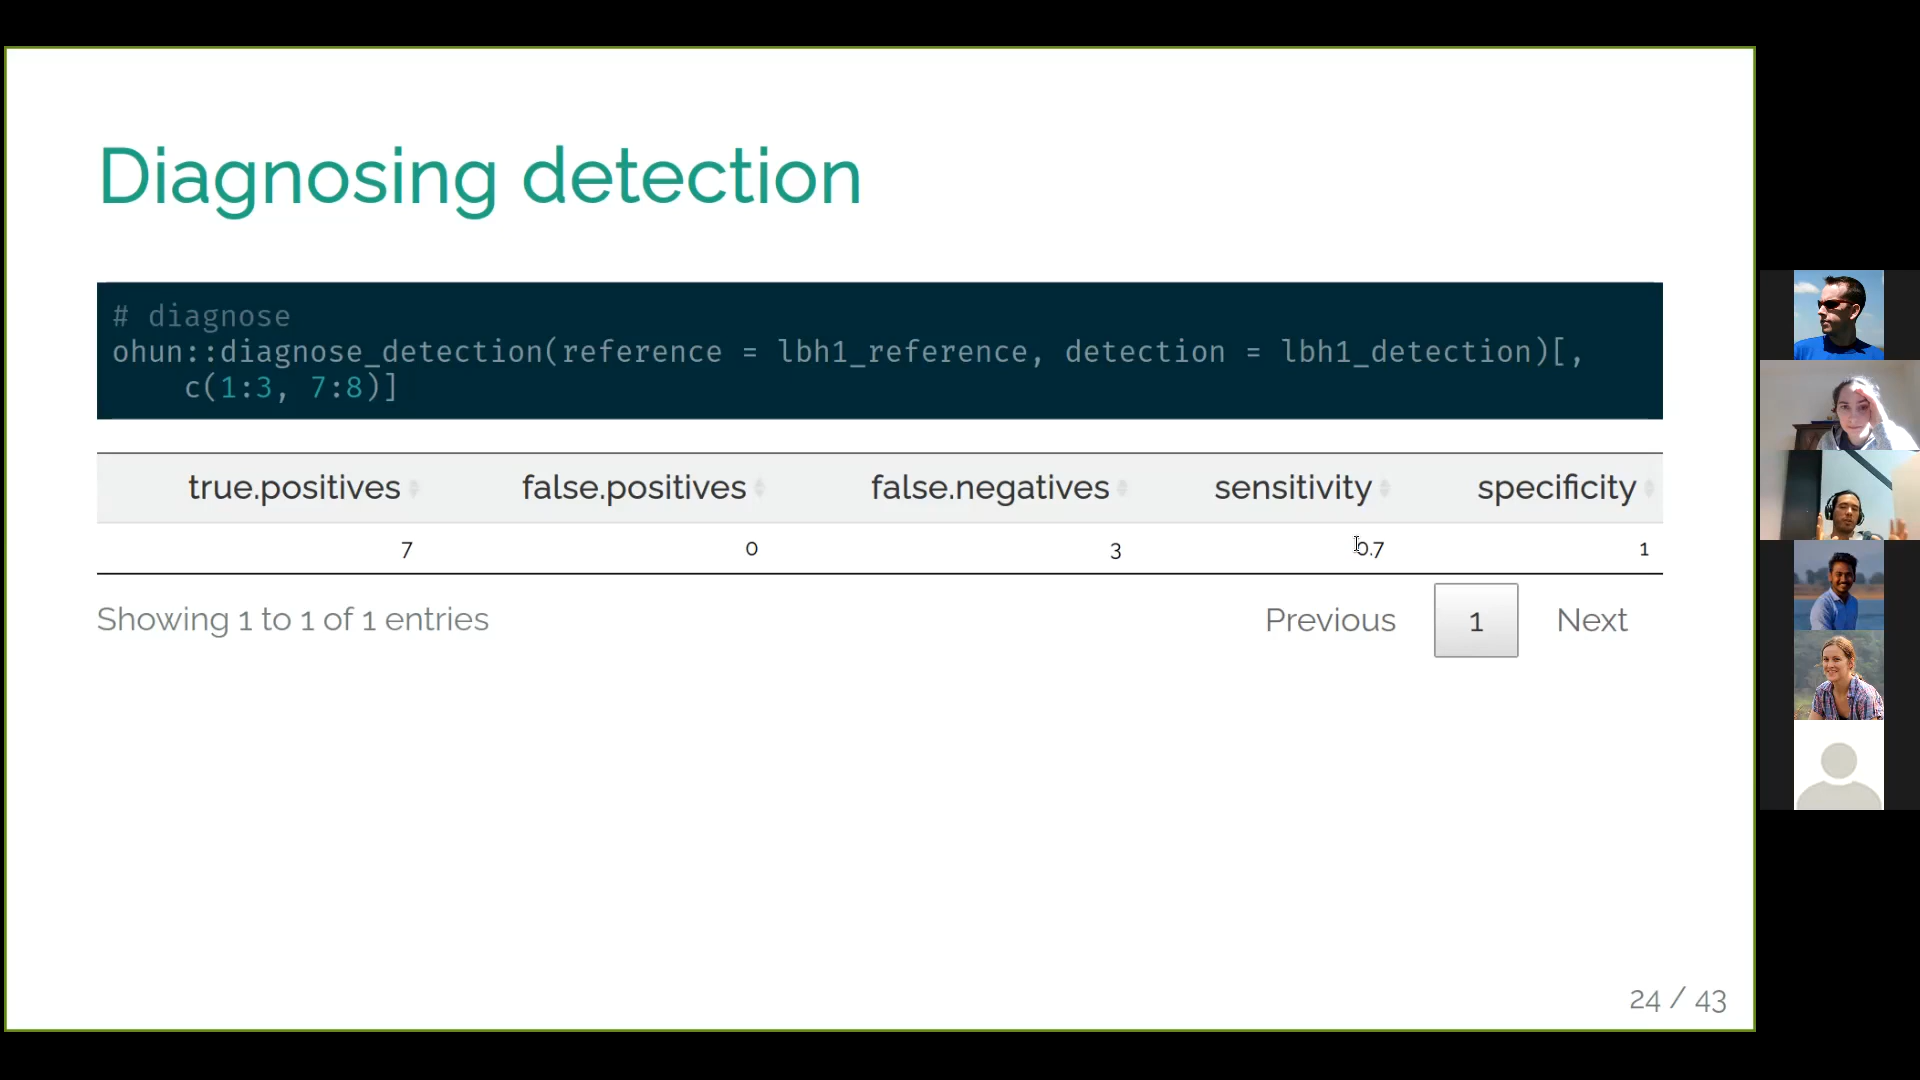 Diagnosing detection
# diagnose
ohun::diagnose_detection(reference = lbh1_reference, detection = lbh1_detection)[,
c(1:3, 7:8)]
true.positives false.positives false.negatives sensitivity specificity
7 0 3 0.7 1
Showing 1 to 1 of 1 entries Previous 1 Next
24 / 43